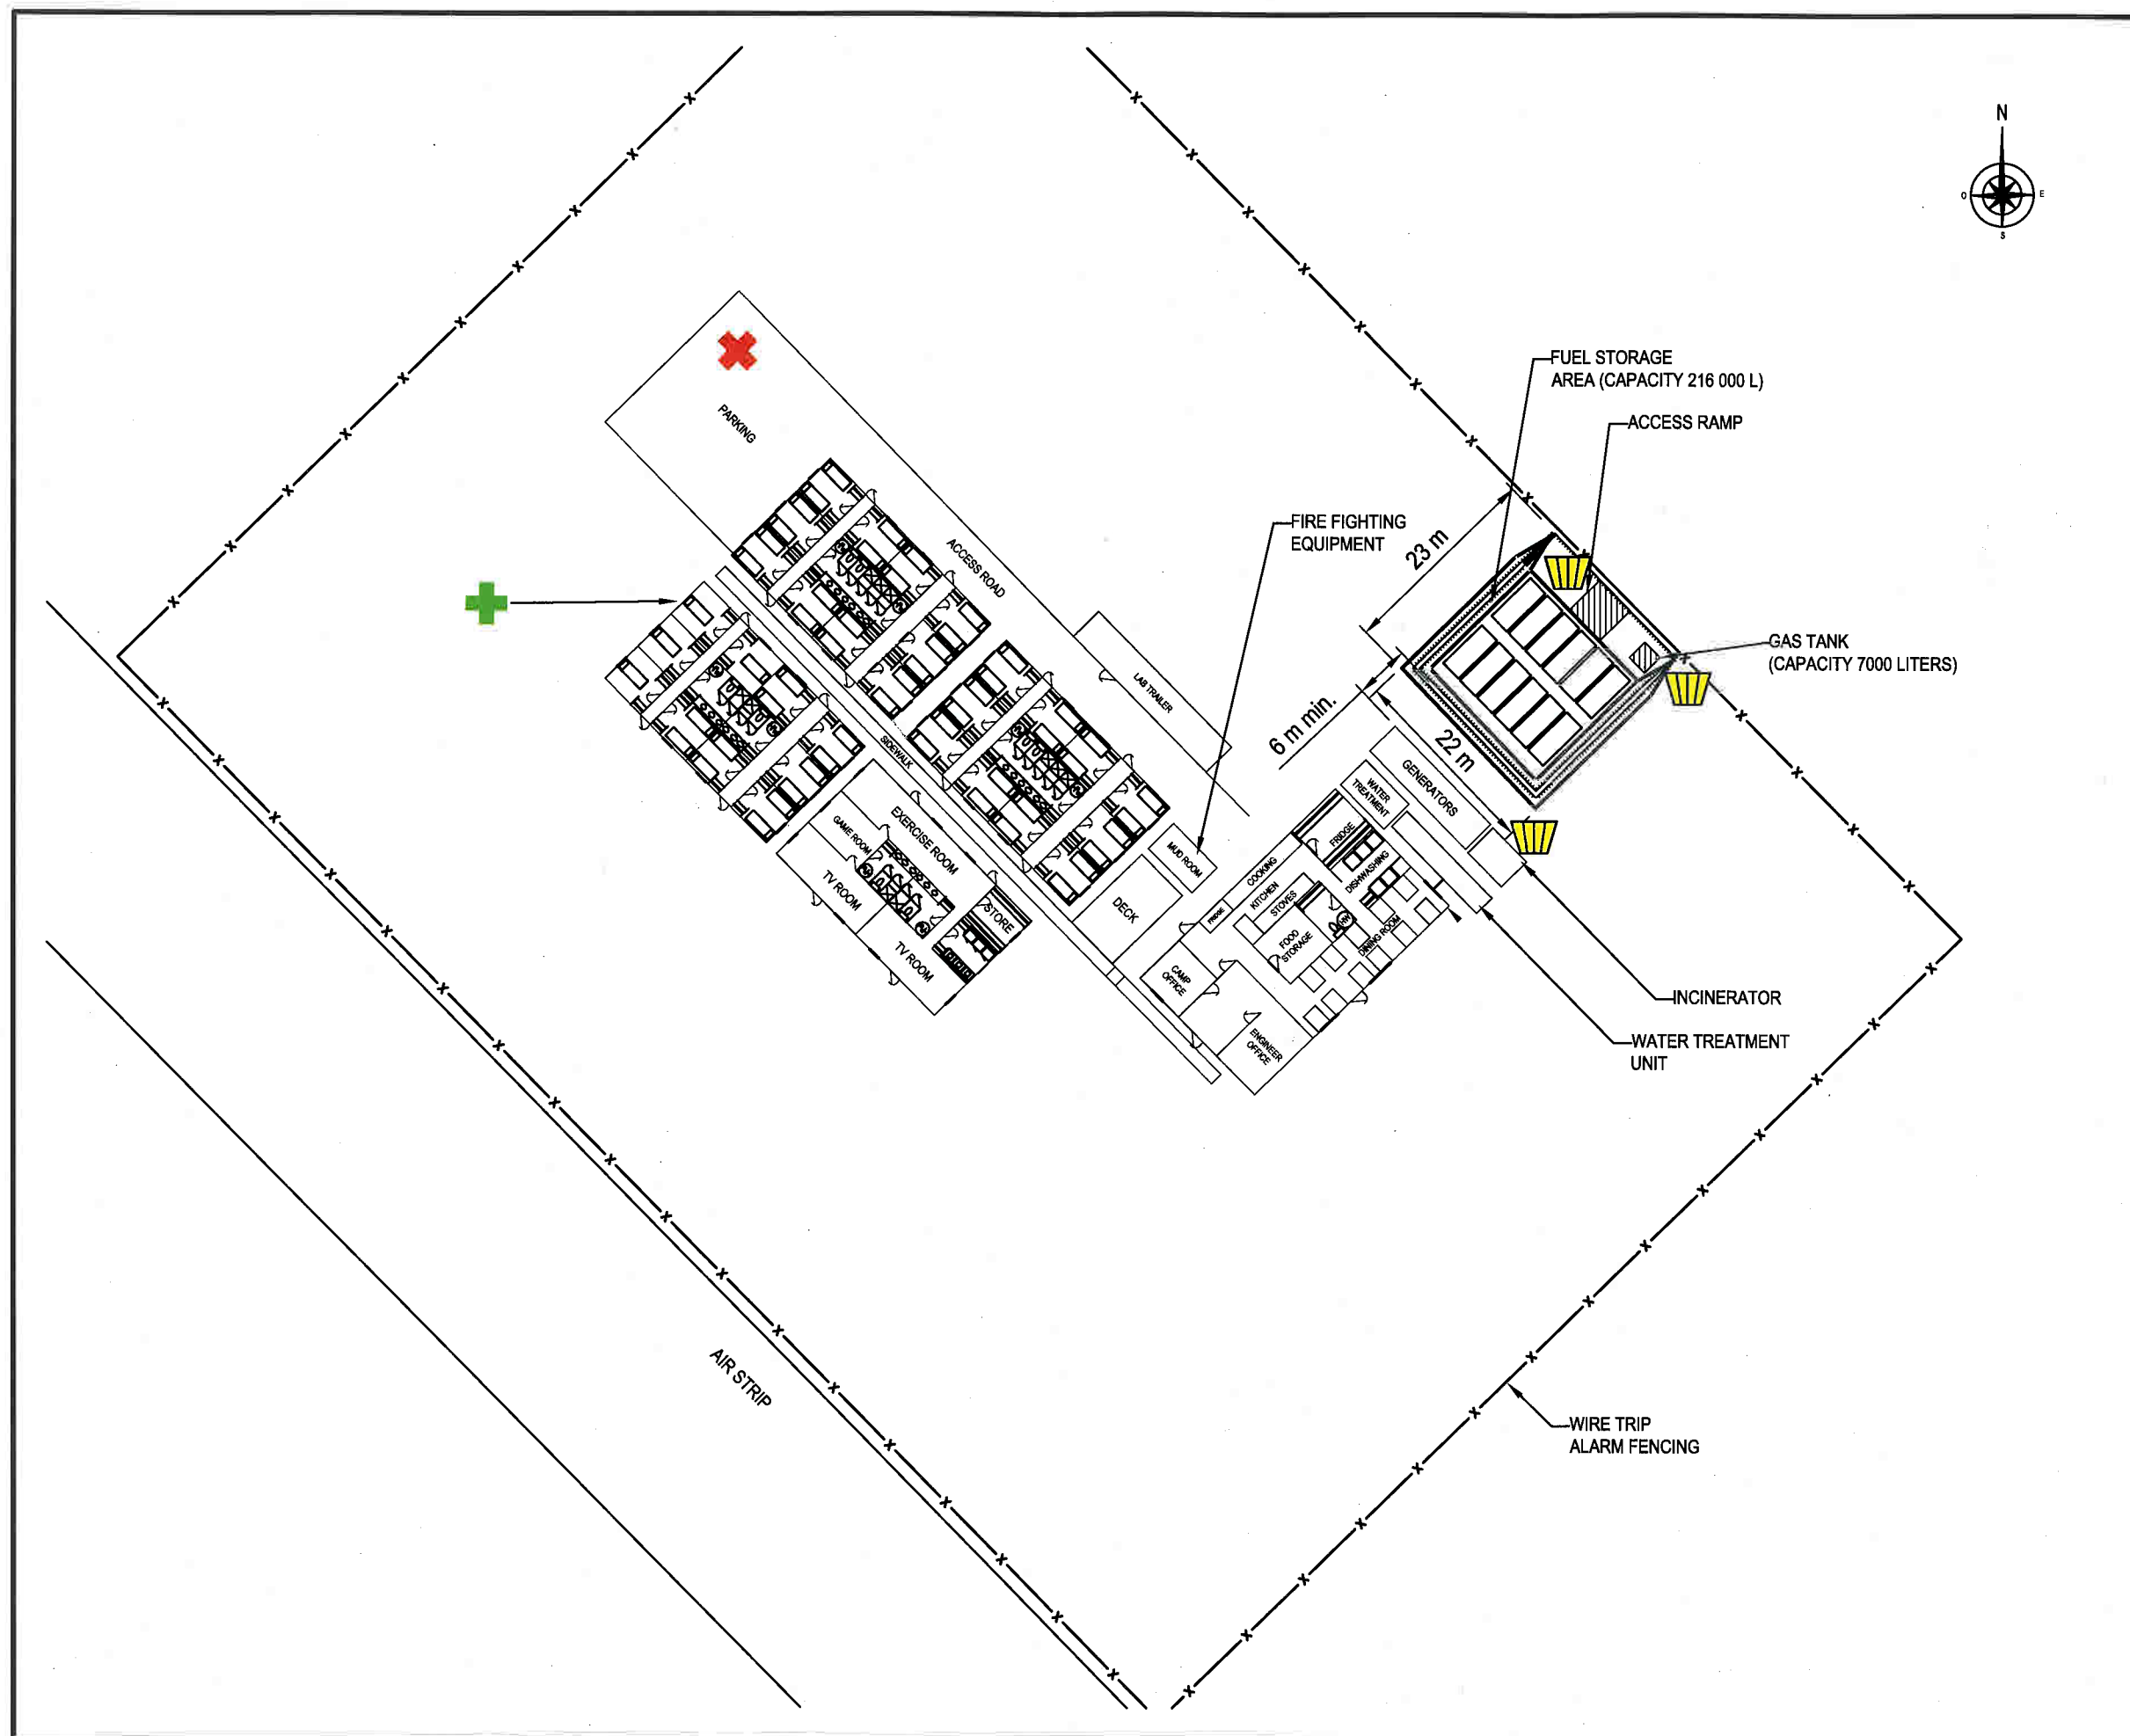 N
O
E
S
FUEL STORAGE
AREA (CAPACITY 216 000 L)
ACCESS RAMP
PARKING
FIRE FIGHTING
EQUIPMENT
23 m
ACCESS ROAD
GAS TANK
(CAPACITY 7000 LITERS)
LAB TRAILER
6 m min.
22 m
SIDEWALK
GENERATORS
WATER
TREATMENT
EXERCISE ROOM
GAME ROOM
FRIDGE
MUD ROOM
COOKING
DISHWASHING
TV ROOM
KITCHEN
STOVES
DECK
STORE
FRIDGE
HW
FOOD
STORAGE
DINING ROOM
TV ROOM
CAMP
OFFICE
INCINERATOR
ENGINEER
OFFICE
WATER TREATMENT
UNIT
AIR STRIP
WIRE TRIP
ALARM FENCING